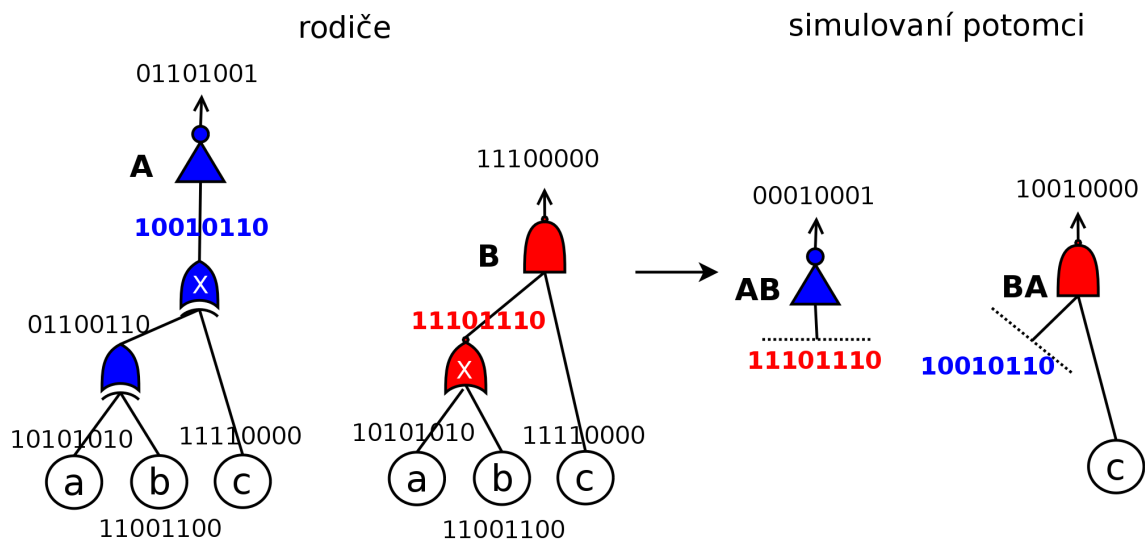 rodiče
simulovaní potomci
01101001
A
10010110
X
01100110
10101010
11110000
a
b
c
11001100
11100000
B
11101110
X
10101010
11110000
a
b
c
11001100
00010001
AB
11101110
10010000
BA
10010110
c